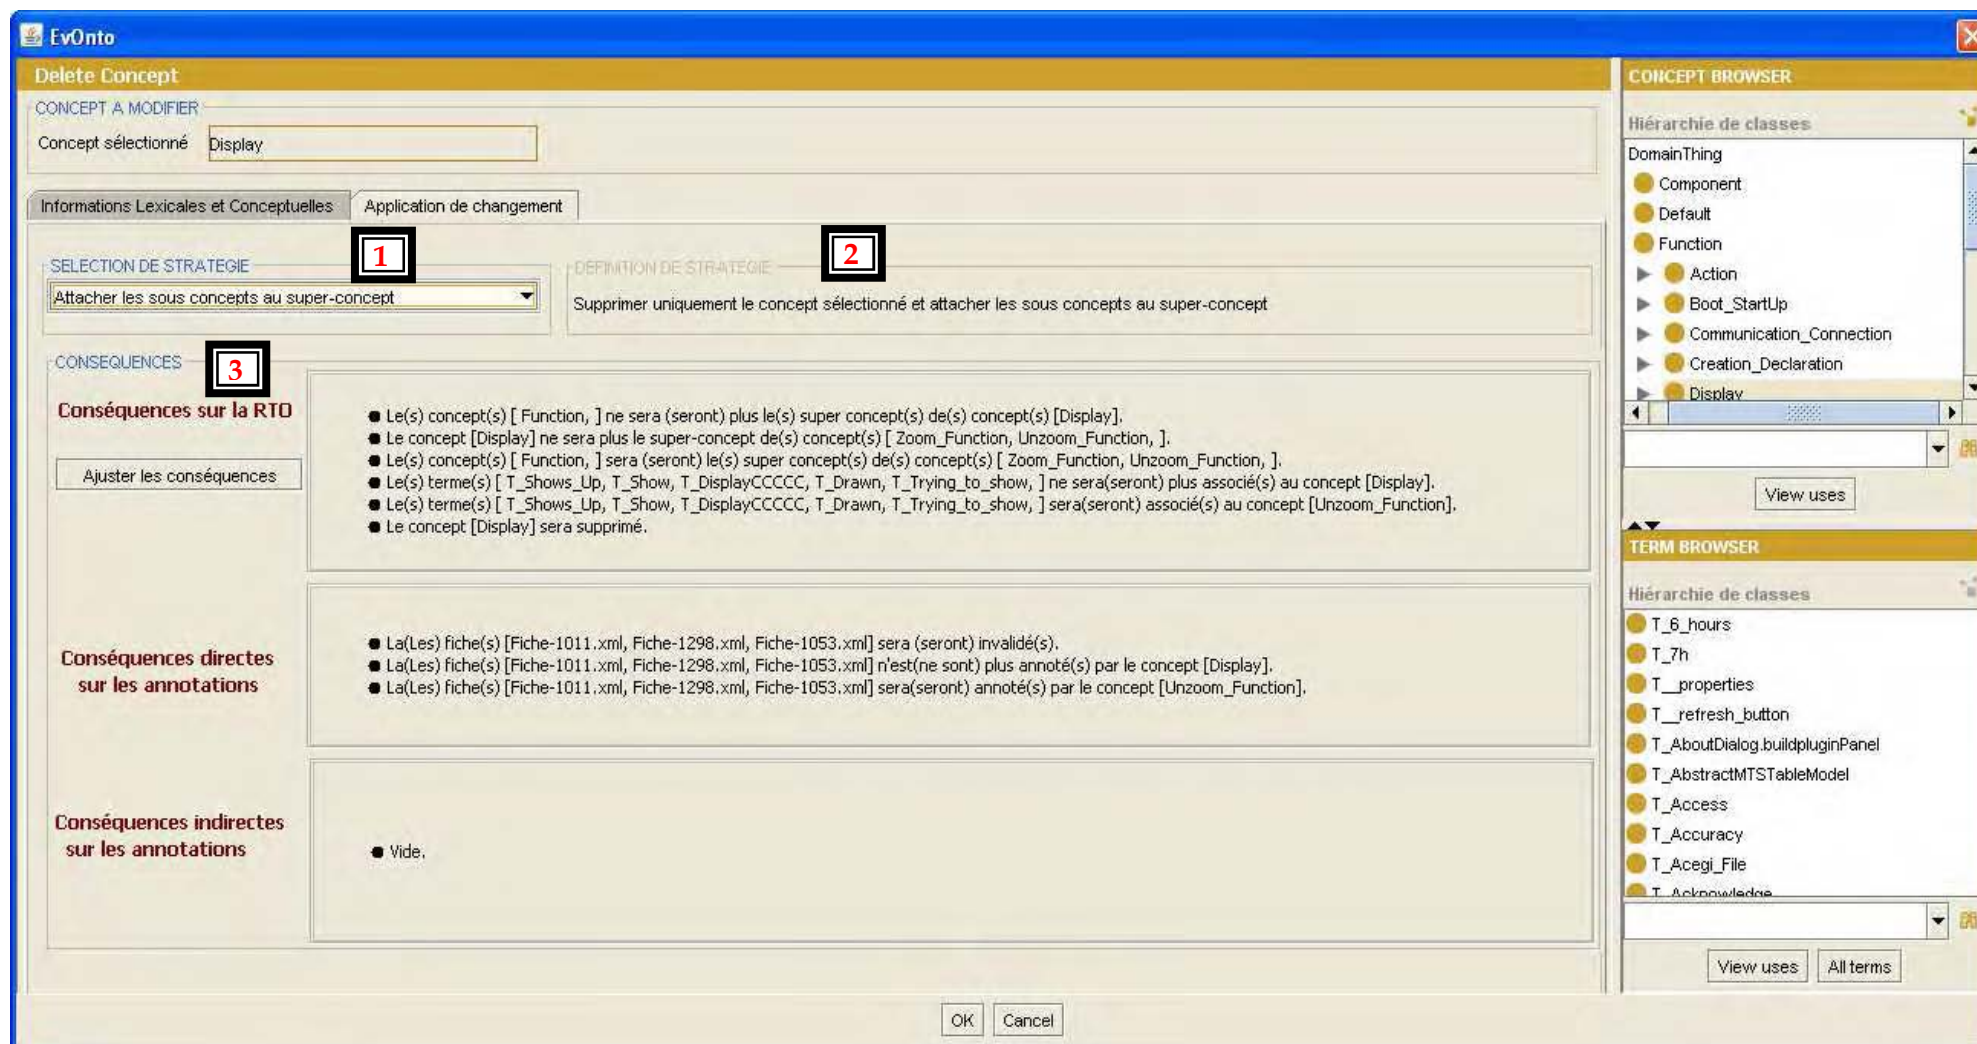 EvOnto
Delete Concept
CONCEPT A MODIFIER
Concept sélectionné Display
Informations Lexicales et Conceptuelles Application de changement
SELECTION DE STRATEGIE 1
Attacher les sous concepts au super-concept
DEFINITION DE STRATEGIE 2
Supprimer uniquement le concept sélectionné et attacher les sous concepts au super-concept
CONSEQUENCES 3
Conséquences sur la RTO
Ajuster les conséquences
Le(s) concept(s) [ Function, ] ne sera (seront) plus le(s) super concept(s) de(s) concept(s) [Display].
Le concept [Display] ne sera plus le super-concept de(s) concept(s) [ Zoom_Function, Unzoom_Function, ].
Le(s) concept(s) [ Function, ] sera (seront) le(s) super concept(s) de(s) concept(s) [ Zoom_Function, Unzoom_Function, ].
Le(s) terme(s) [ T_Shows_Up, T_Show, T_DisplayCCCCC, T_Drawn, T_Trying_to_show, ] ne sera(seront) plus associé(s) au concept [Display].
Le(s) terme(s) [ T_Shows_Up, T_Show, T_DisplayCCCCC, T_Drawn, T_Trying_to_show, ] sera(seront) associé(s) au concept [Unzoom_Function].
Le concept [Display] sera supprimé.
Conséquences directes
sur les annotations
La(Les) fiche(s) [Fiche-1011.xml, Fiche-1298.xml, Fiche-1053.xml] sera (seront) invalidé(s).
La(Les) fiche(s) [Fiche-1011.xml, Fiche-1298.xml, Fiche-1053.xml] n'est(ne sont) plus annoté(s) par le concept [Display].
La(Les) fiche(s) [Fiche-1011.xml, Fiche-1298.xml, Fiche-1053.xml] sera(seront) annoté(s) par le concept [Unzoom_Function].
Conséquences indirectes
sur les annotations
Vide.
OK Cancel
CONCEPT BROWSER
Hiérarchie de classes
DomainThing
Component
Default
Function
Action
Boot_StartUp
Communication_Connection
Creation_Declaration
Display
View uses
TERM BROWSER
Hiérarchie de classes
T_6_hours
T_7h
T__properties
T__refresh_button
T_AboutDialog.buildpluginPanel
T_AbstractMTSTableModel
T_Access
T_Accuracy
T_Acegi_File
T_Acknowledge
View uses All terms